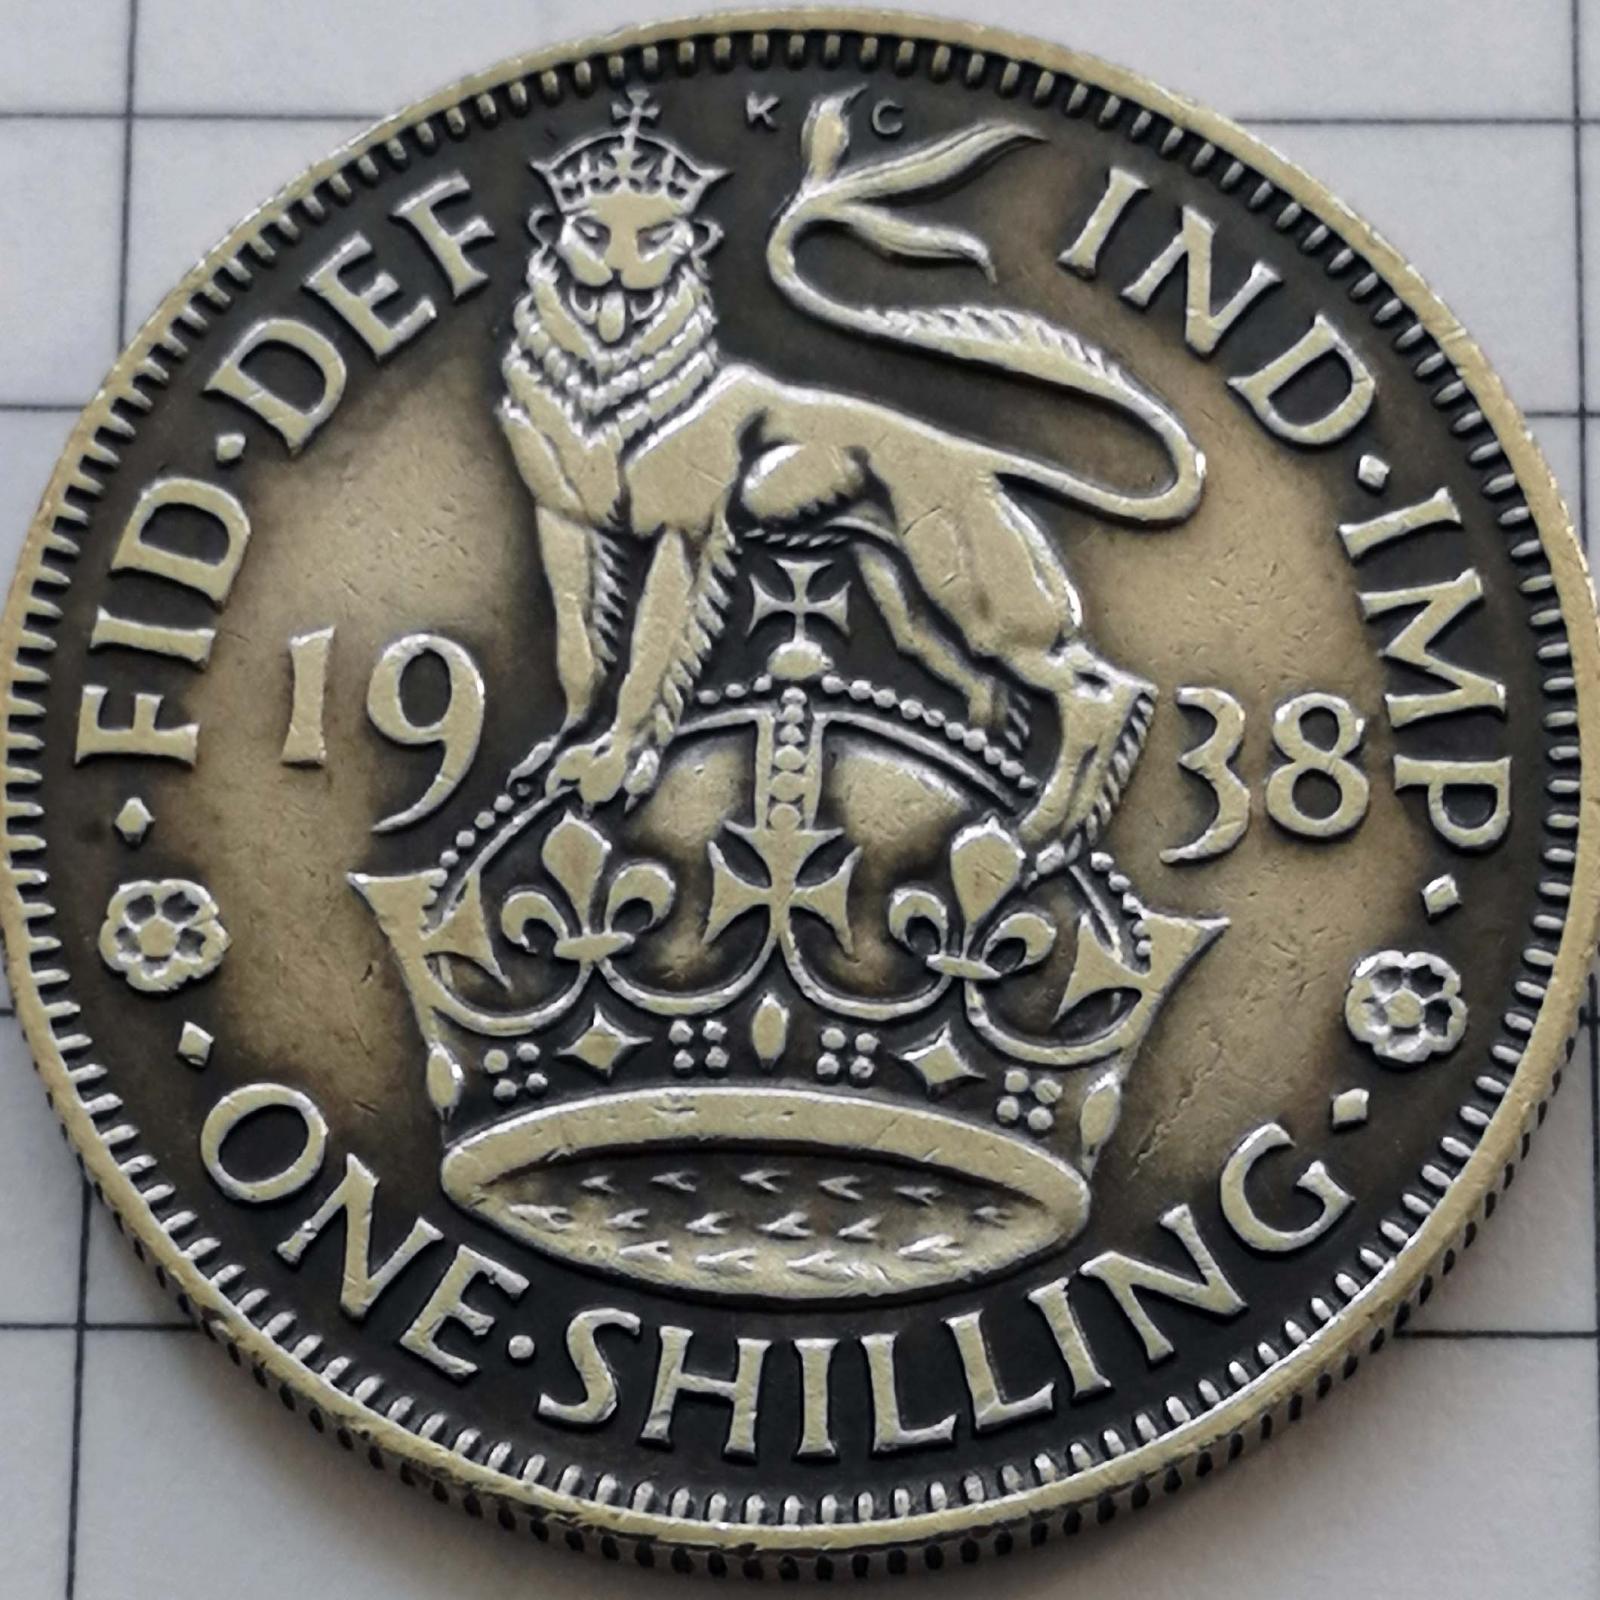 K C
·FID·DEF IND·IMP·
19 38
·ONE·SHILLING·